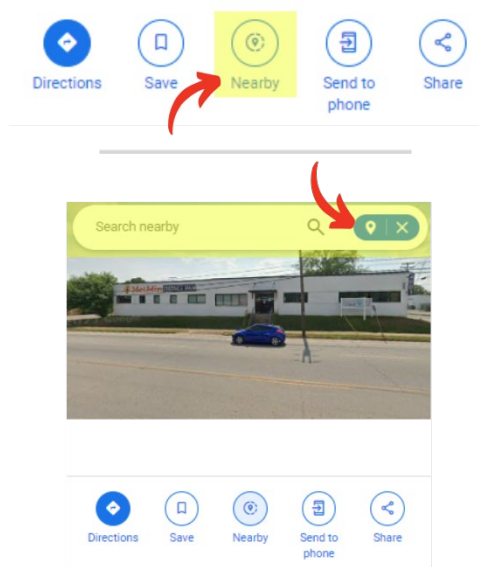 Directions
Save
Nearby
Send to
phone
Share
Search nearby
Directions
Save
Nearby
Send to
phone
Share